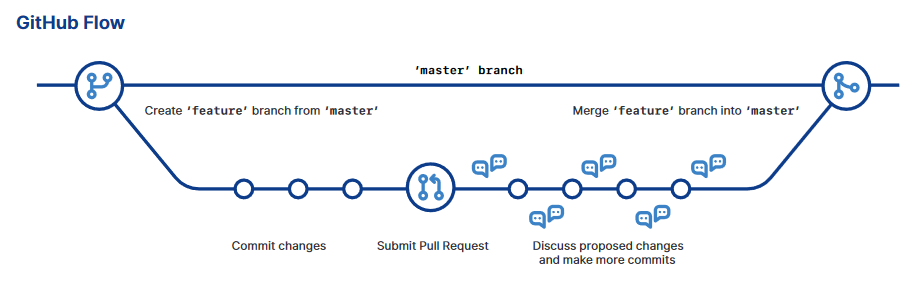 GitHub Flow
‘master’ branch
Create ‘feature‘ branch from ‘master’
Merge ‘feature‘ branch into ‘master‘
Commit changes
Submit Pull Request
Discuss proposed changes
and make more commits